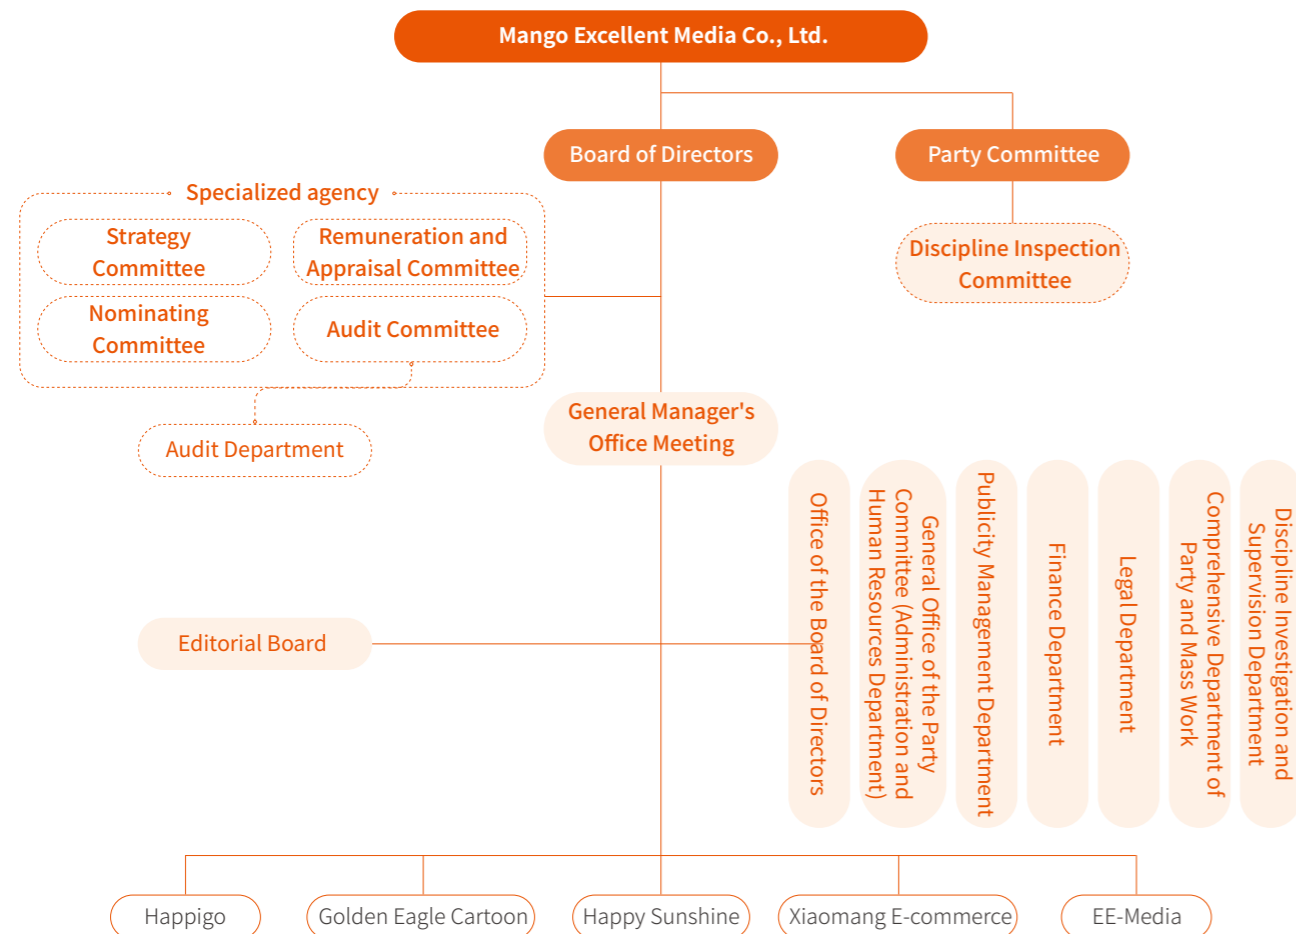 Mango Excellent Media Co., Ltd.
Board of Directors
Party Committee
Specialized agency
Strategy
Committee
Remuneration and
Appraisal Committee
Nominating
Committee
Audit Committee
Discipline Inspection
Committee
Audit Department
General Manager's
Office Meeting
Editorial Board
Office of the Board of Directors
General Office of the Party
Committee (Administration and
Human Resources Department)
Publicity Management Department
Finance Department
Legal Department
Comprehensive Department of
Party and Mass Work
Discipline Investigation and
Supervision Department
Happigo
Golden Eagle Cartoon
Happy Sunshine
Xiaomang E-commerce
EE-Media